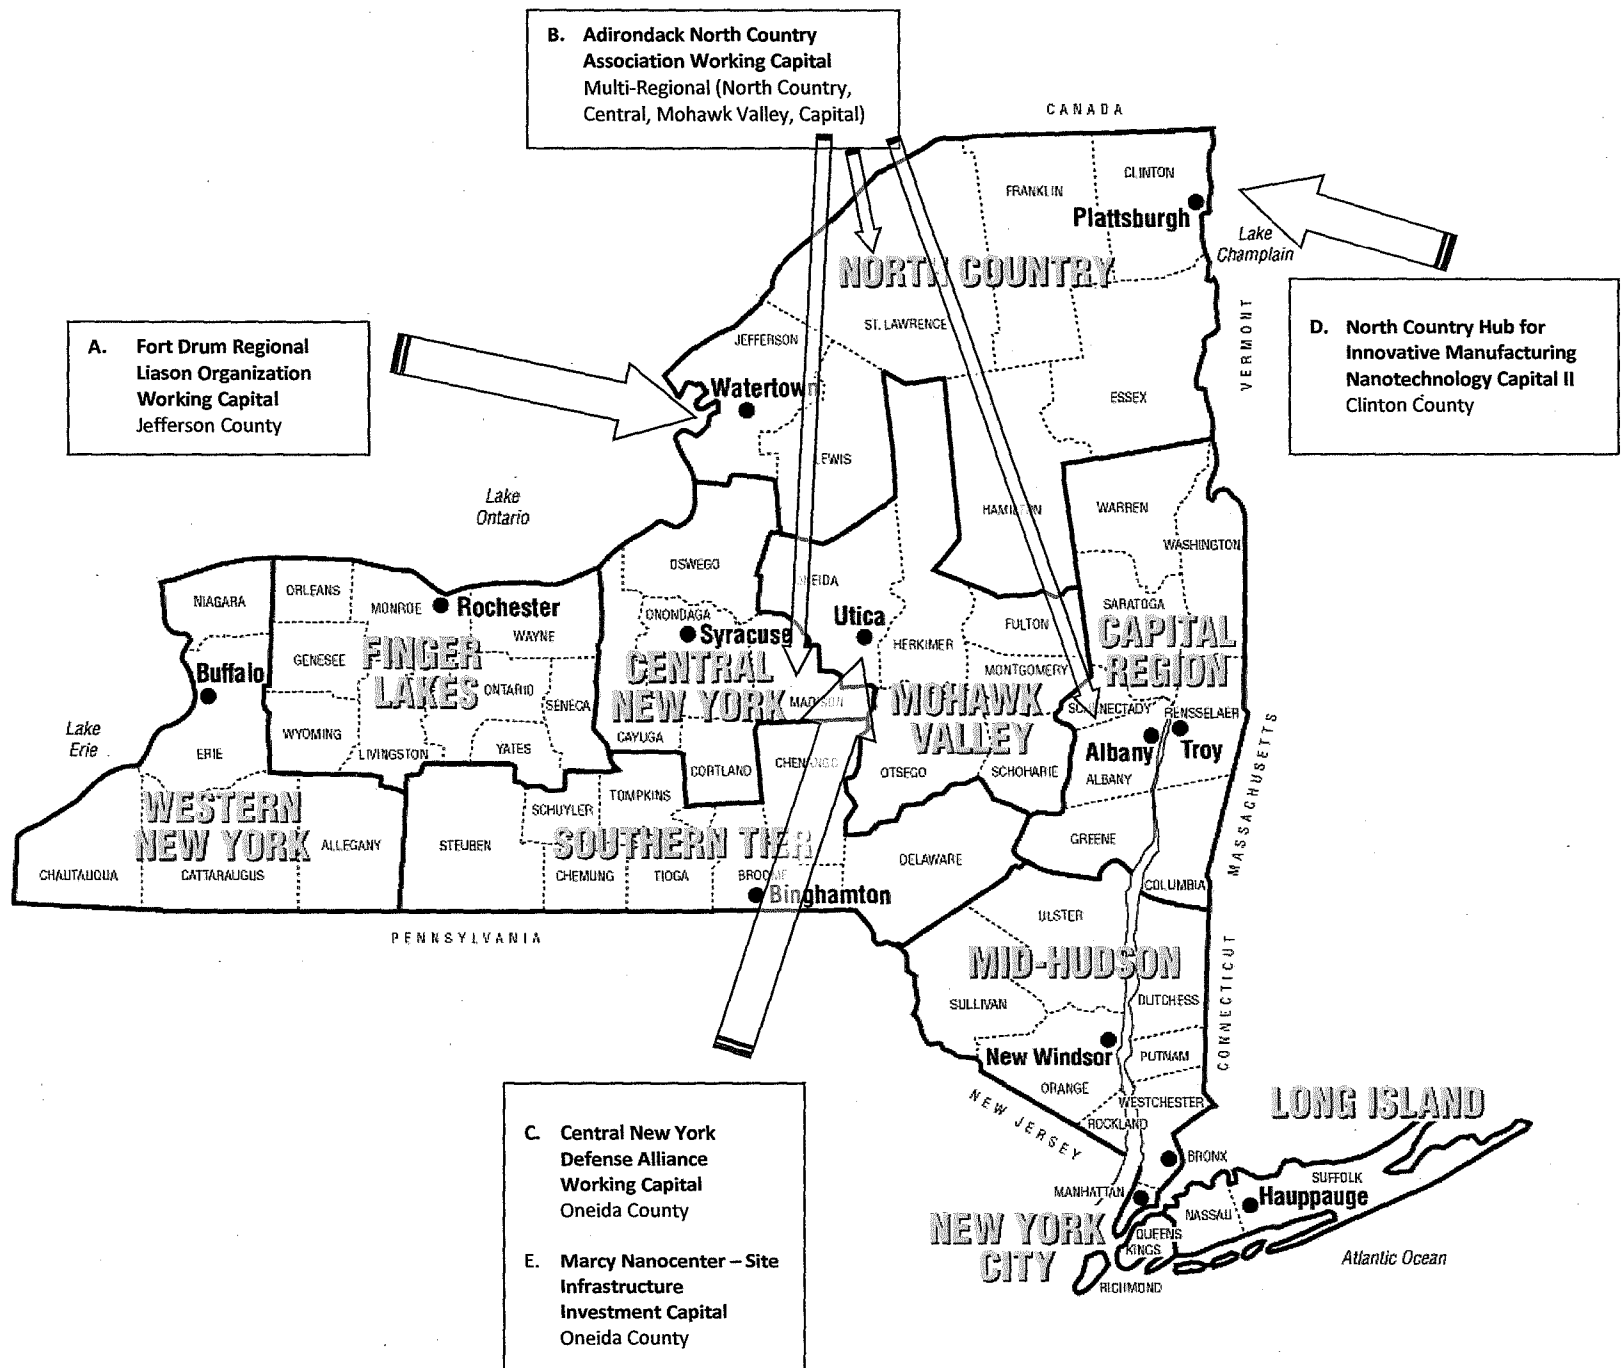 B. Adirondack North Country
Association Working Capital
Multi-Regional (North Country,
Central, Mohawk Valley, Capital)
CANADA
CLINTON
FRANKLIN
Plattsburgh
Lake
Champlain
NORTH COUNTRY
A. Fort Drum Regional
Liason Organization
Working Capital
Jefferson County
JEFFERSON
ST. LAWRENCE
VERMONT
D. North Country Hub for
Innovative Manufacturing
Nanotechnology Capital II
Clinton County
Watertown
ESSEX
LEWIS
Lake
Ontario
HAMILTON
WARREN
WASHINGTON
OSWEGO
ONEIDA
NIAGARA
ORLEANS
MONROE
Rochester
WAYNE
ONONDAGA
Syracuse
Utica
HERKIMER
FULTON
SARATOGA
CAPITAL
REGION
GENESEE
FINGER
LAKES
ONTARIO
SENECA
CENTRAL
NEW YORK
MADISON
MONTGOMERY
MOHAWK
VALLEY
SCHENECTADY
RENSSELAER
Buffalo
Lake
Erie
ERIE
WYOMING
LIVINGSTON
YATES
CAYUGA
CORTLAND
CHENANGO
OTSEGO
SCHOHARIE
Albany
Troy
ALBANY
MASSACHUSETTS
WESTERN
NEW YORK
ALLEGANY
STEUBEN
SCHUYLER
TOMPKINS
SOUTHERN TIER
DELAWARE
GREENE
CHAUTAUQUA
CATTARAUGUS
CHEMUNG
TIOGA
BROOME
Binghamton
COLUMBIA
PENNSYLVANIA
ULSTER
MID-HUDSON
SULLIVAN
DUTCHESS
CONNECTICUT
New Windsor
PUTNAM
ORANGE
WESTCHESTER
ROCKLAND
NEW JERSEY
LONG ISLAND
C. Central New York
Defense Alliance
Working Capital
Oneida County
E. Marcy Nanocenter – Site
Infrastructure
Investment Capital
Oneida County
BRONX
MANHATTAN
SUFFOLK
Hauppauge
NASSAU
NEW YORK
CITY
QUEENS
KINGS
RICHMOND
Atlantic Ocean